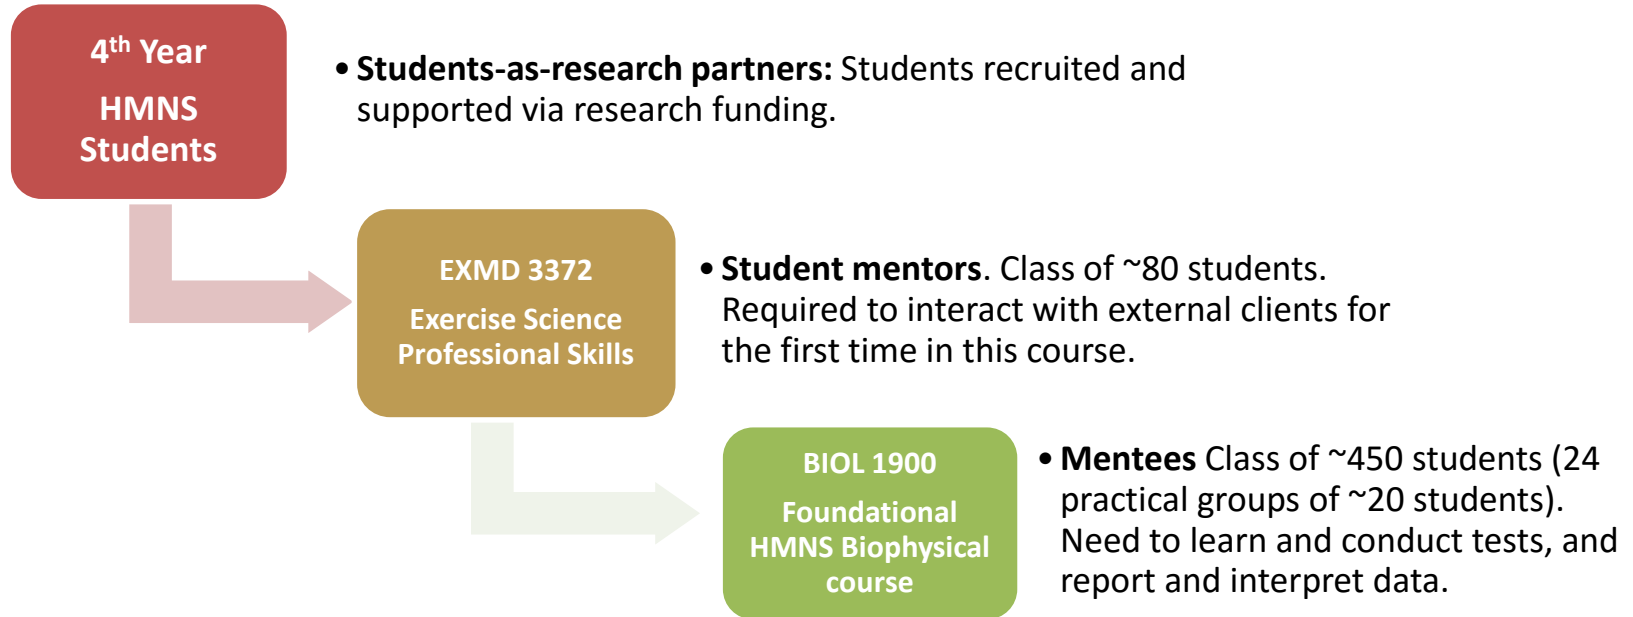 4th Year
HMNS
Students
• Students-as-research partners: Students recruited and
supported via research funding.
EXMD 3372
Exercise Science
Professional Skills
• Student mentors. Class of ~80 students.
Required to interact with external clients for
the first time in this course.
BIOL 1900
Foundational
HMNS Biophysical
course
• Mentees Class of ~450 students (24
practical groups of ~20 students).
Need to learn and conduct tests, and
report and interpret data.